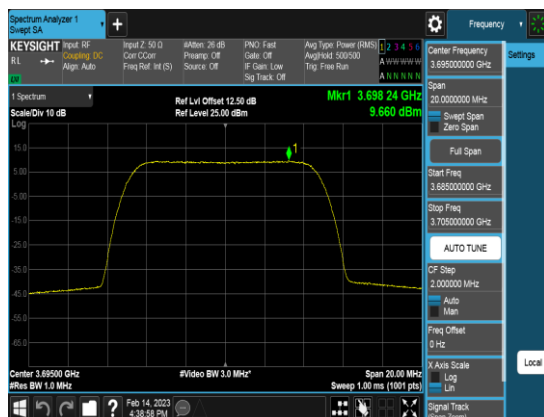 Spectrum Analyzer 1
Swept SA
Frequency
Settings
KEYSIGHT
Input: RF
Coupling: DC
Align: Auto
Input Z: 50 Ω
Corr CCorr
Freq Ref: Int (S)
#Atten: 26 dB
Preamp: Off
Source: Off
PNO: Fast
Gate: Off
IF Gain: Low
Sig Track: Off
Avg Type: Power (RMS)
Avg|Hold: 500/500
Trig: Free Run
1 2 3 4 5 6
A W W W W W
A N N N N N
RL
1 Spectrum
Scale/Div 10 dB
Ref Lvl Offset 12.50 dB
Ref Level 25.00 dBm
Mkr1 3.698 24 GHz
9.660 dBm
Log
15.0
5.00
-5.00
-15.0
-25.0
-35.0
-45.0
-55.0
-65.0
1
Center 3.69500 GHz
#Res BW 1.0 MHz
#Video BW 3.0 MHz*
Span 20.00 MHz
Sweep 1.00 ms (1001 pts)
Center Frequency
3.695000000 GHz
Span
20.0000000 MHz
Swept Span
Zero Span
Full Span
Start Freq
3.685000000 GHz
Stop Freq
3.705000000 GHz
AUTO TUNE
CF Step
2.000000 MHz
Auto
Man
Freq Offset
0 Hz
X Axis Scale
Log
Lin
Signal Track
Local
Feb 14, 2023
4:38:58 PM